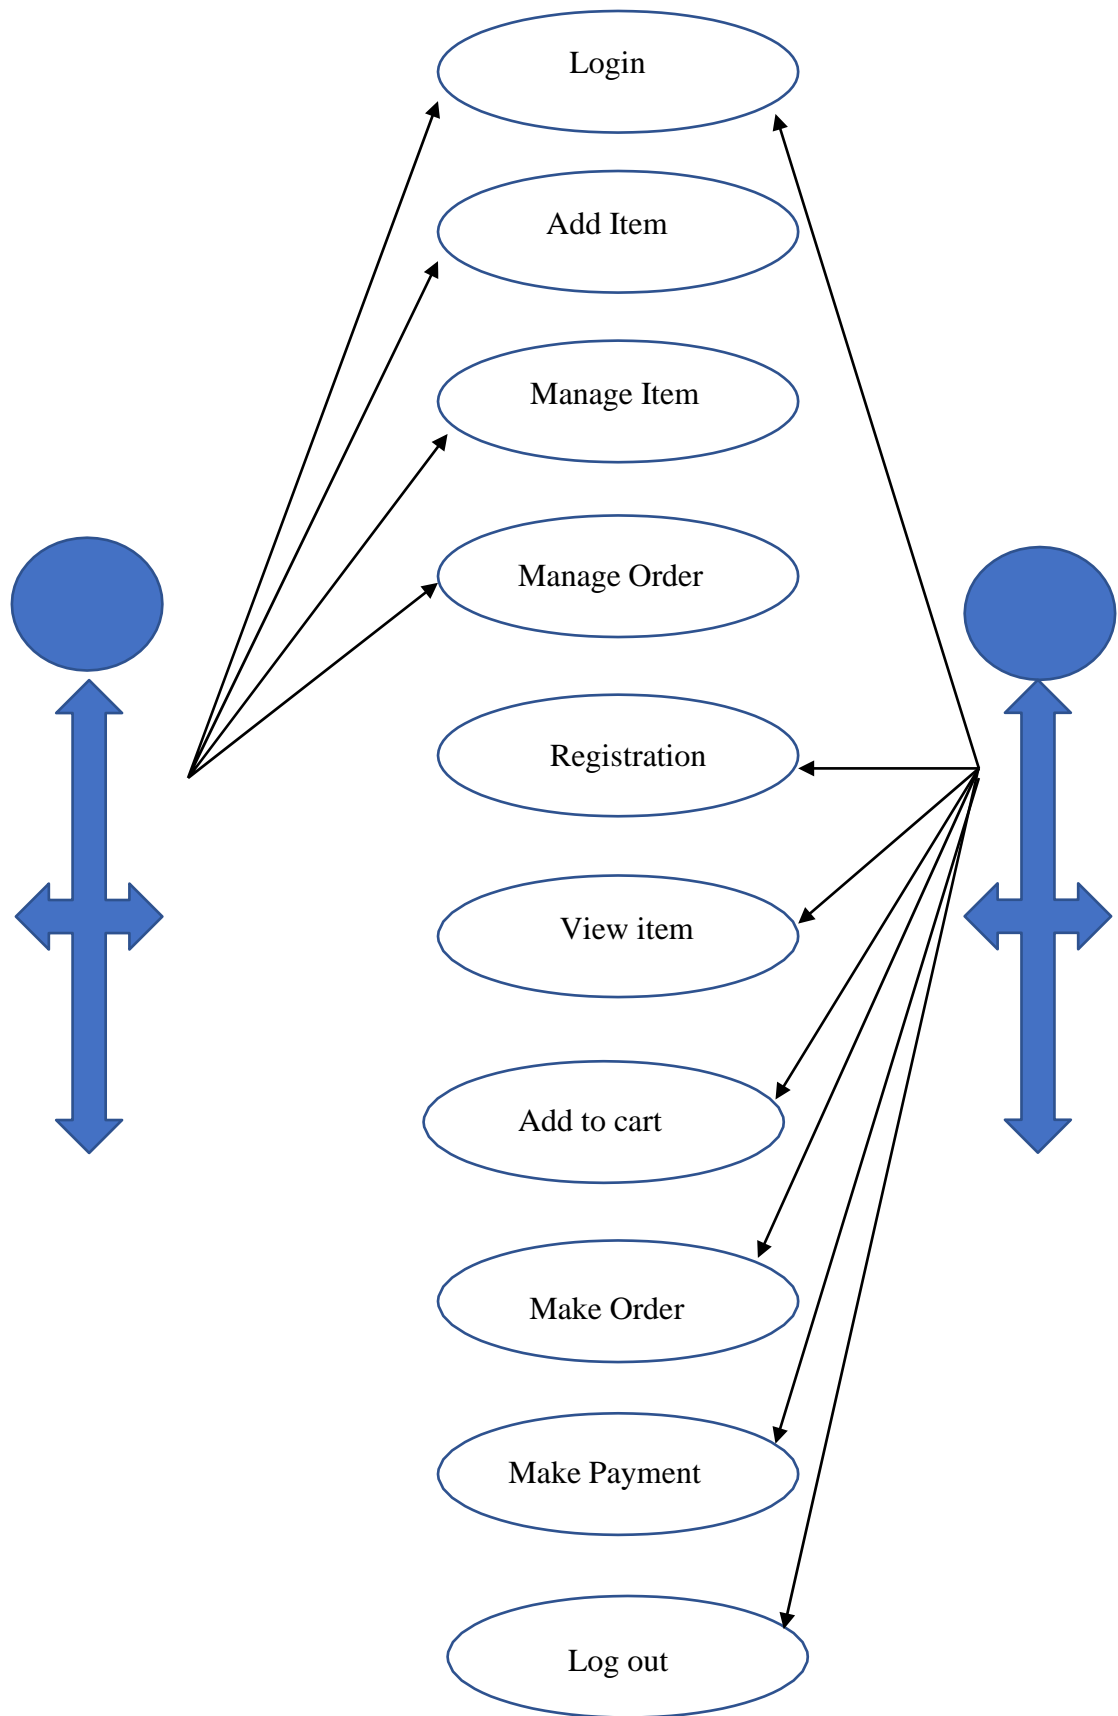 Login
Add Item
Manage Item
Manage Order
Registration
View item
Add to cart
Make Order
Make Payment
Log out